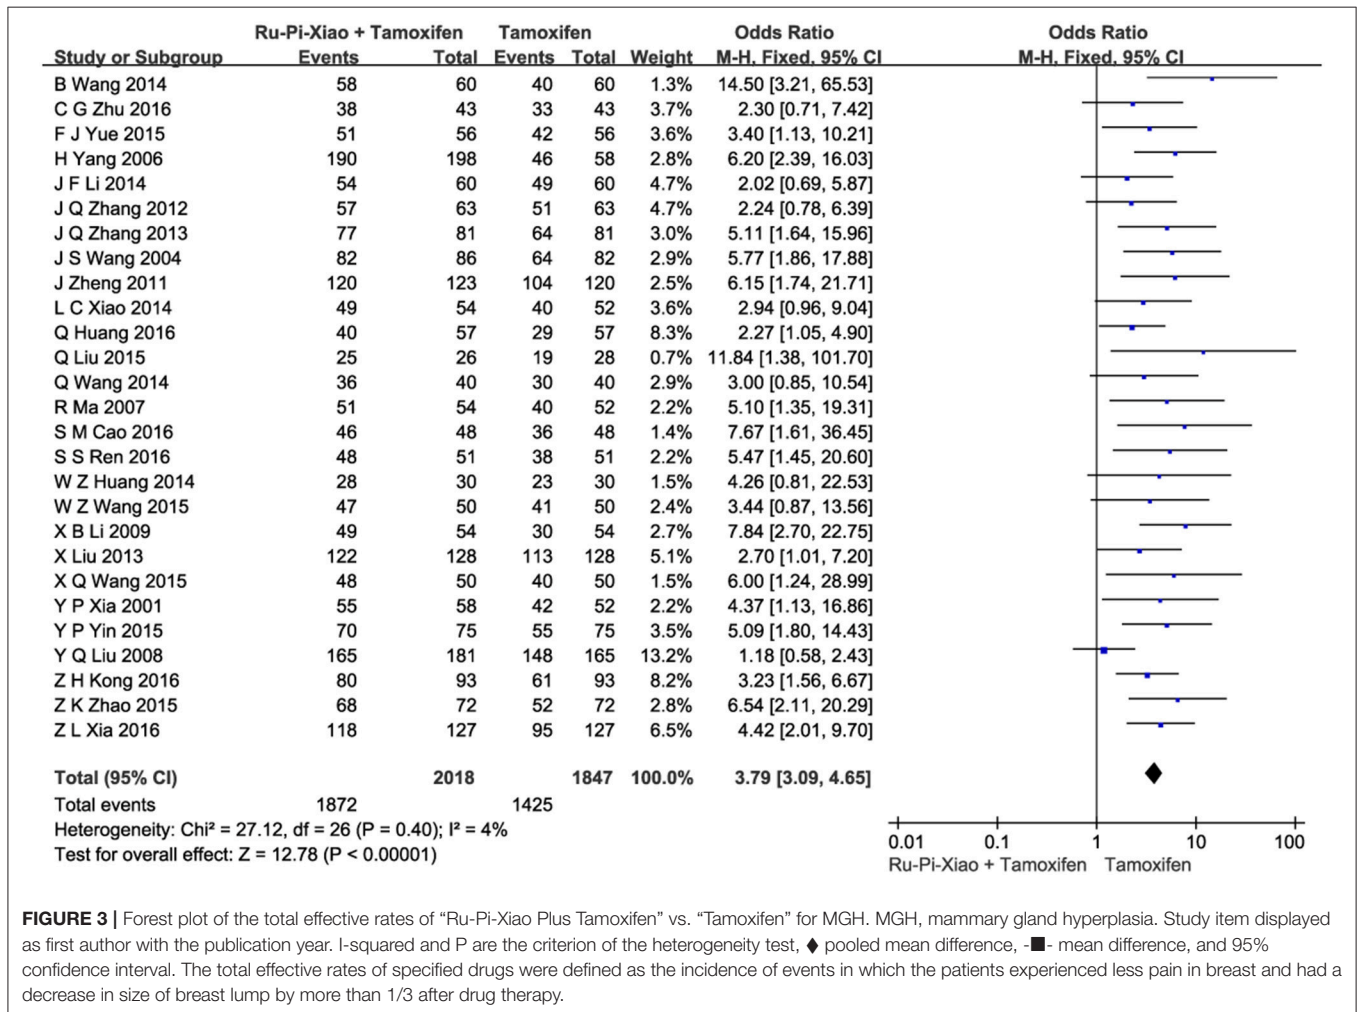 Ru-Pi-Xiao + Tamoxifen Tamoxifen Odds Ratio Odds Ratio
Study or Subgroup Events Total Events Total Weight M-H, Fixed, 95% CI M-H, Fixed, 95% CI
B Wang 2014 58 60 40 60 1.3% 14.50 [3.21, 65.53]
C G Zhu 2016 38 43 33 43 3.7% 2.30 [0.71, 7.42]
F J Yue 2015 51 56 42 56 3.6% 3.40 [1.13, 10.21]
H Yang 2006 190 198 46 58 2.8% 6.20 [2.39, 16.03]
J F Li 2014 54 60 49 60 4.7% 2.02 [0.69, 5.87]
J Q Zhang 2012 57 63 51 63 4.7% 2.24 [0.78, 6.39]
J Q Zhang 2013 77 81 64 81 3.0% 5.11 [1.64, 15.96]
J S Wang 2004 82 86 64 82 2.9% 5.77 [1.86, 17.88]
J Zheng 2011 120 123 104 120 2.5% 6.15 [1.74, 21.71]
L C Xiao 2014 49 54 40 52 3.6% 2.94 [0.96, 9.04]
Q Huang 2016 40 57 29 57 8.3% 2.27 [1.05, 4.90]
Q Liu 2015 25 26 19 28 0.7% 11.84 [1.38, 101.70]
Q Wang 2014 36 40 30 40 2.9% 3.00 [0.85, 10.54]
R Ma 2007 51 54 40 52 2.2% 5.10 [1.35, 19.31]
S M Cao 2016 46 48 36 48 1.4% 7.67 [1.61, 36.45]
S S Ren 2016 48 51 38 51 2.2% 5.47 [1.45, 20.60]
W Z Huang 2014 28 30 23 30 1.5% 4.26 [0.81, 22.53]
W Z Wang 2015 47 50 41 50 2.4% 3.44 [0.87, 13.56]
X B Li 2009 49 54 30 54 2.7% 7.84 [2.70, 22.75]
X Liu 2013 122 128 113 128 5.1% 2.70 [1.01, 7.20]
X Q Wang 2015 48 50 40 50 1.5% 6.00 [1.24, 28.99]
Y P Xia 2001 55 58 42 52 2.2% 4.37 [1.13, 16.86]
Y P Yin 2015 70 75 55 75 3.5% 5.09 [1.80, 14.43]
Y Q Liu 2008 165 181 148 165 13.2% 1.18 [0.58, 2.43]
Z H Kong 2016 80 93 61 93 8.2% 3.23 [1.56, 6.67]
Z K Zhao 2015 68 72 52 72 2.8% 6.54 [2.11, 20.29]
Z L Xia 2016 118 127 95 127 6.5% 4.42 [2.01, 9.70]
Total (95% CI) 2018 1847 100.0% 3.79 [3.09, 4.65]
Total events 1872 1425
Heterogeneity: Chi² = 27.12, df = 26 (P = 0.40); I² = 4%
Test for overall effect: Z = 12.78 (P < 0.00001)
0.01 0.1 1 10 100
Ru-Pi-Xiao + Tamoxifen Tamoxifen
FIGURE 3 | Forest plot of the total effective rates of “Ru-Pi-Xiao Plus Tamoxifen” vs. “Tamoxifen” for MGH. MGH, mammary gland hyperplasia. Study item displayed
as first author with the publication year. I-squared and P are the criterion of the heterogeneity test, ◆ pooled mean difference, -■- mean difference, and 95%
confidence interval. The total effective rates of specified drugs were defined as the incidence of events in which the patients experienced less pain in breast and had a
decrease in size of breast lump by more than 1/3 after drug therapy.